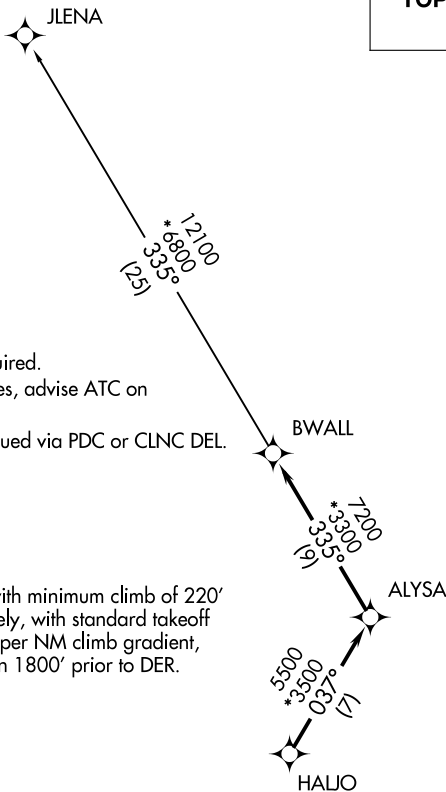 TOP
JLENA
12100
*6800
335°
(25)
uired.
es, advise ATC on
BWALL
ued via PDC or CLNC DEL.
7200
*3300
335°
(9)
ith minimum climb of 220'
ely, with standard takeoff
per NM climb gradient,
n 1800' prior to DER.
ALYSA
5500
*3500
037°
(7)
HALJO